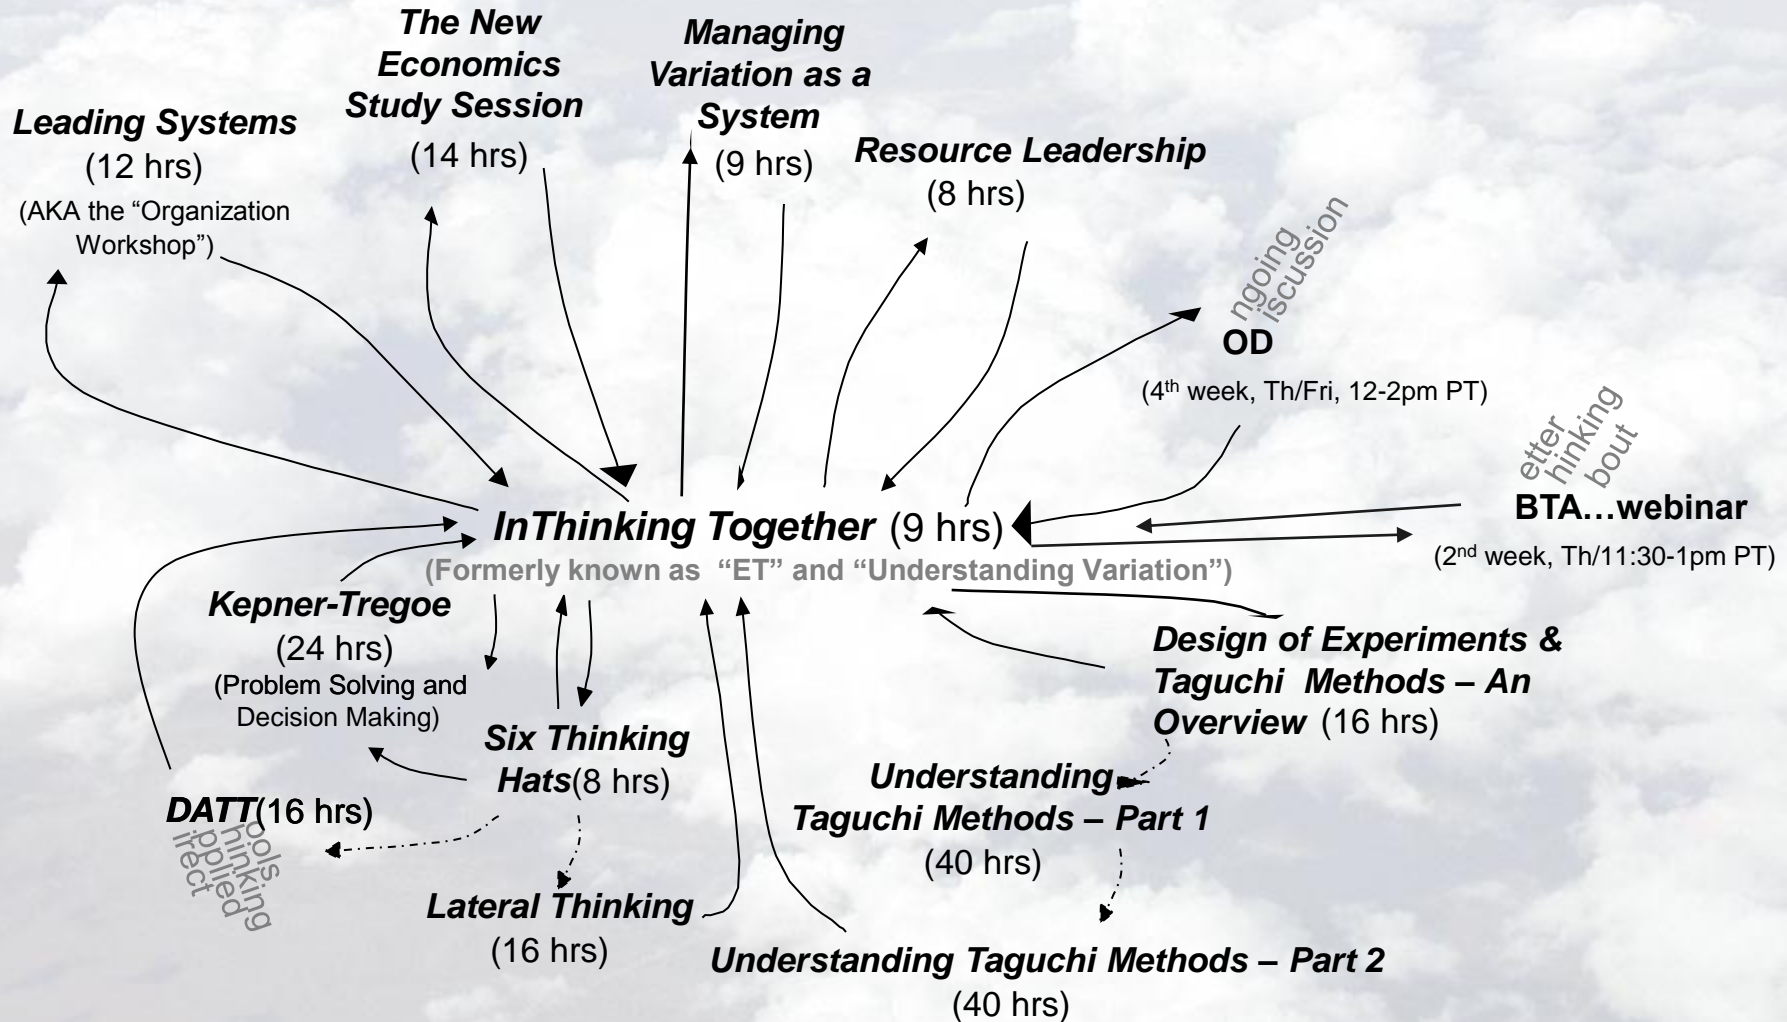 The New
Economics
Study Session
(14 hrs)
Managing
Variation as a
System
(9 hrs)
Leading Systems
(12 hrs)
(AKA the “Organization
Workshop”)
Resource Leadership
(8 hrs)
ngoing
iscussion
OD
(4th week, Th/Fri, 12-2pm PT)
etter
hinking
bout
BTA…webinar
(2nd week, Th/11:30-1pm PT)
InThinking Together (9 hrs)
(Formerly known as “ET” and “Understanding Variation”)
Kepner-Tregoe
(24 hrs)
(Problem Solving and
Decision Making)
Six Thinking
Hats(8 hrs)
DATT(16 hrs)
irect
pplied
hinking
ools
Lateral Thinking
(16 hrs)
Design of Experiments &
Taguchi Methods – An
Overview (16 hrs)
Understanding
Taguchi Methods – Part 1
(40 hrs)
Understanding Taguchi Methods – Part 2
(40 hrs)